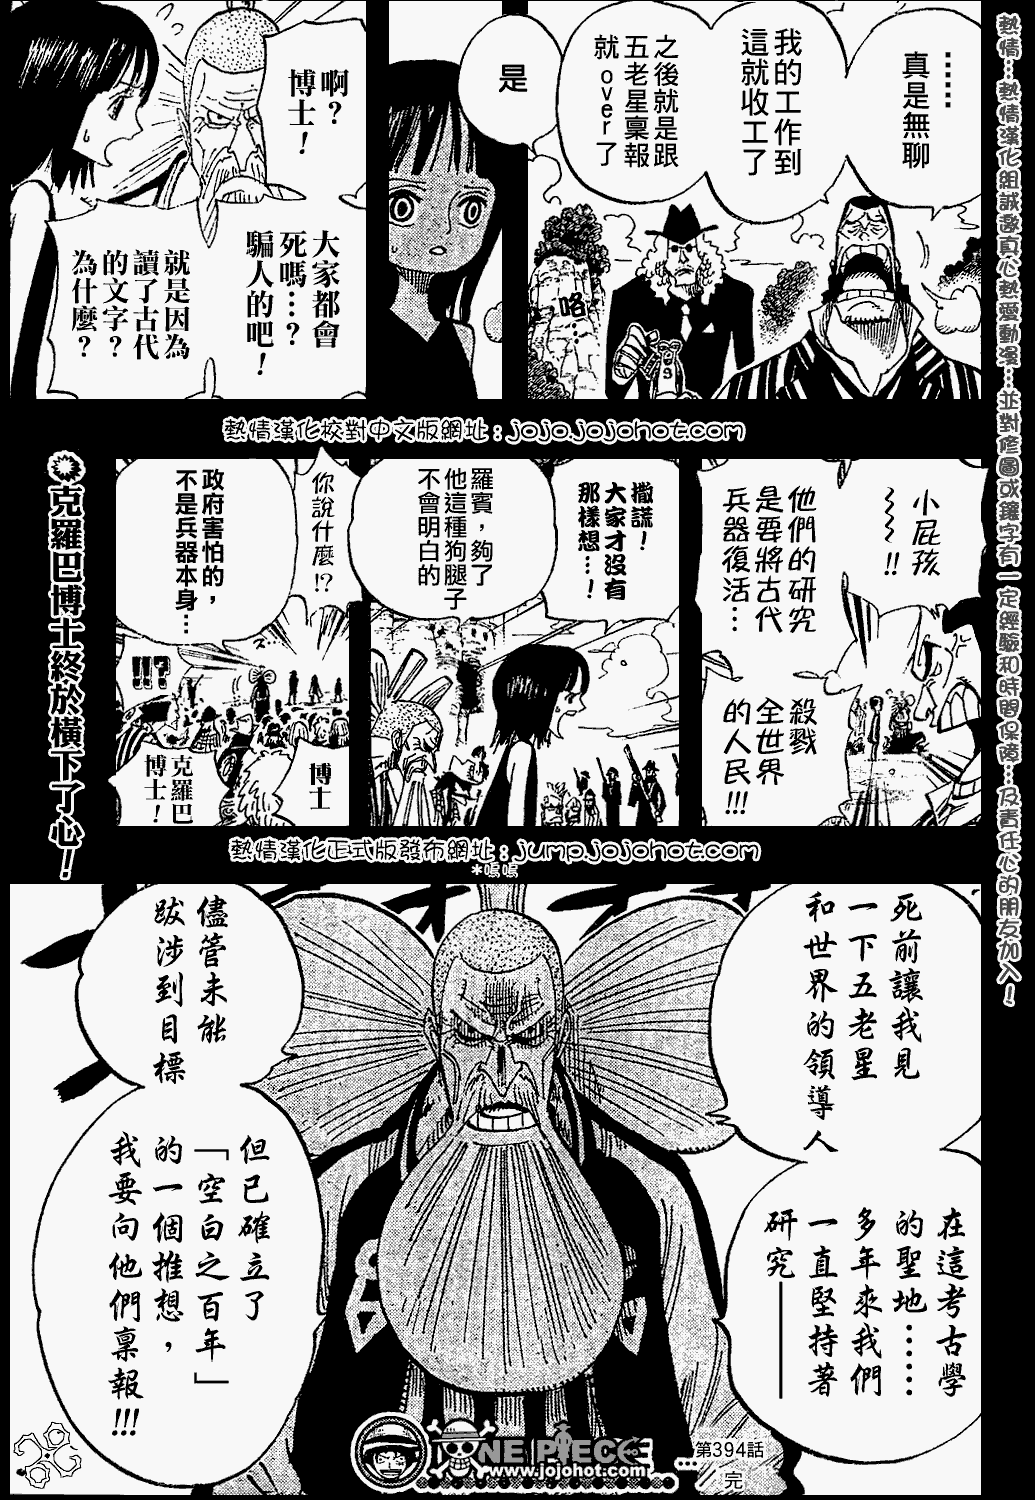 ……
真是無聊
我的工作到
這就收工了
之後就是跟
五老星稟報
就over了
是
咯…
啊？
博士！
大家都會
死嗎…？
騙人的吧！
就是因為
讀了古代
的文字？
為什麼？
熱情漢化校對中文版網址：jojo.jojohot.com
小屁孩
～～!!
他們的研究
是要將古代
兵器復活…
殺戮
全世界
的人民!!!
撒謊！
大家才沒有
那樣想…！
羅賓，夠了
他這種狗腿子
不會明白的
你說什麼!?
政府害怕的，
不是兵器本身…
!!?
博士
克羅巴
博士！
克羅巴博士終於橫下了心！
熱情漢化正式版發布網址：jump.jojohot.com
*嗚嗚
死前讓我見
一下五老星
和世界的領導人
在這考古學
的聖地……
多年來我們
一直堅持著
研究——
儘管未能
跋涉到目標
但已確立了
「空白之百年」
的一個推想，
我要向他們稟報!!!
ONE PIECE
www.jojohot.com
……第394話
完
熱情…熱情漢化組誠邀真心熱愛動漫…並對修圖或鑲字有一定經驗和時間保障…及責任心的朋友加入！